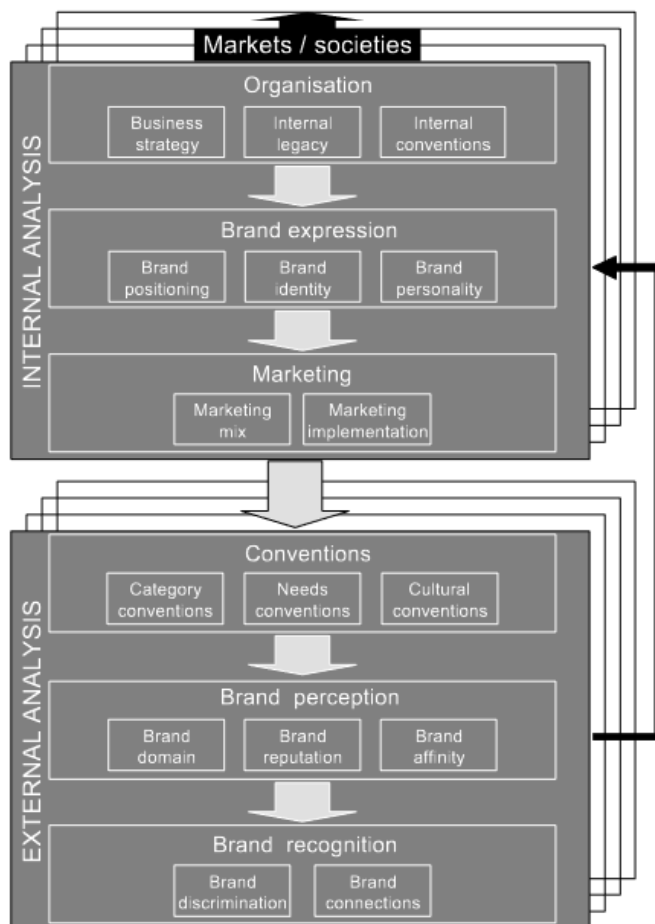 Markets / societies
INTERNAL ANALYSIS
Organisation
Business
strategy
Internal
legacy
Internal
conventions
Brand expression
Brand
positioning
Brand
identity
Brand
personality
Marketing
Marketing
mix
Marketing
implementation
EXTERNAL ANALYSIS
Conventions
Category
conventions
Needs
conventions
Cultural
conventions
Brand perception
Brand
domain
Brand
reputation
Brand
affinity
Brand recognition
Brand
discrimination
Brand
connections